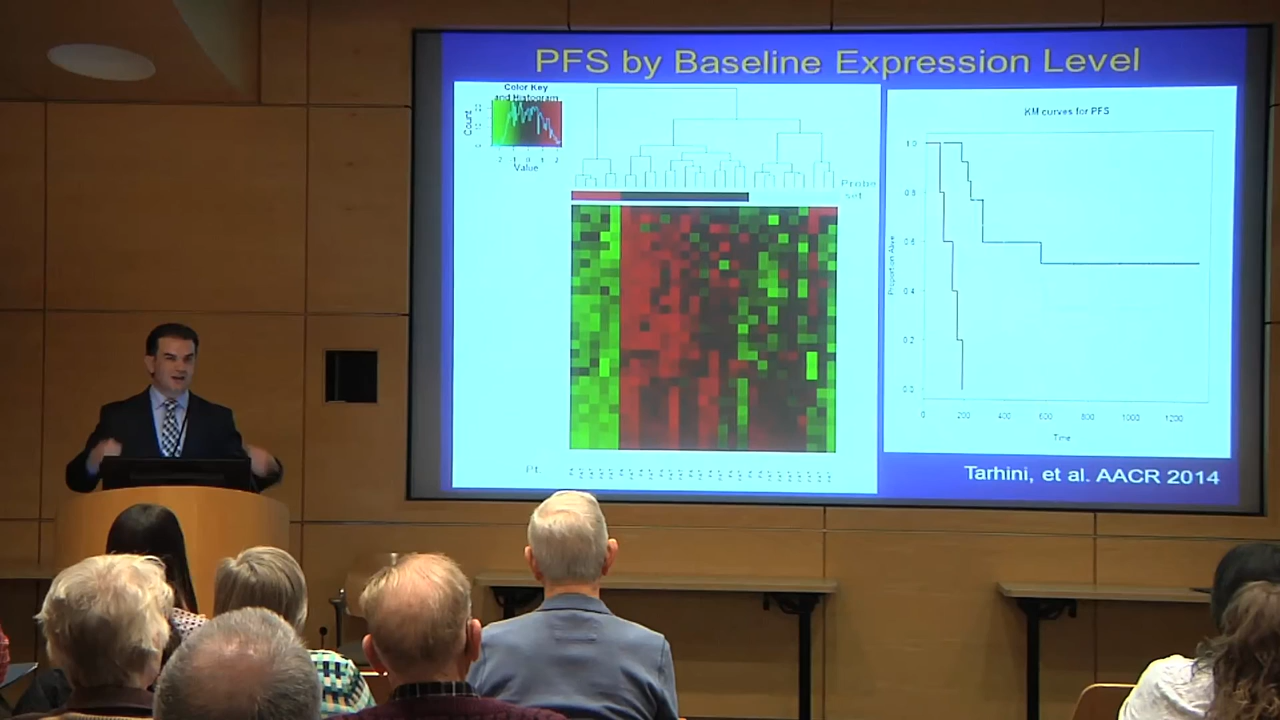 PFS by Baseline Expression Level
Color Key
and Histogram
Count
Value
Probe
set
Pt.
KM curves for PFS
Proportion Alive
1.0
0.8
0.6
0.4
0.2
0.0
0 200 400 600 800 1000 1200
Time
Tarhini, et al. AACR 2014